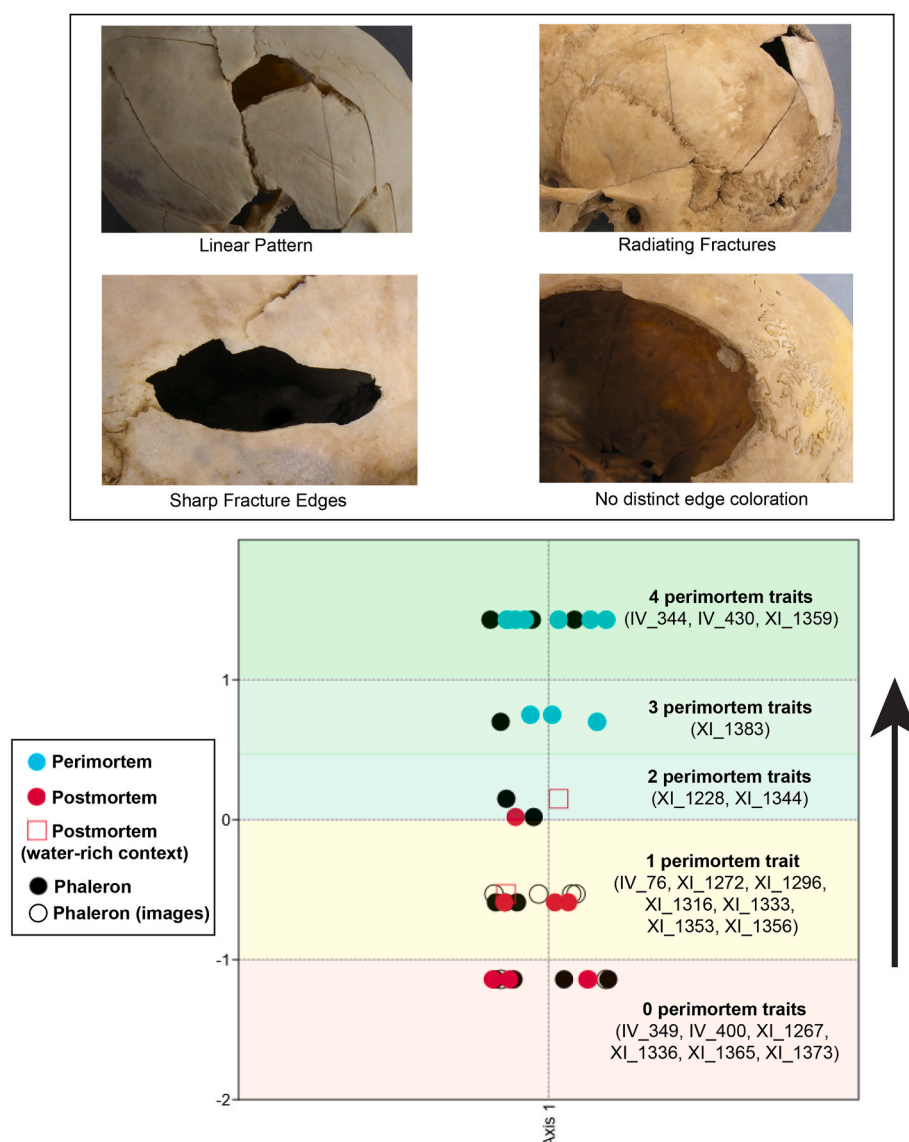 Linear Pattern
Radiating Fractures
Sharp Fracture Edges
No distinct edge coloration
4 perimortem traits
(IV_344, IV_430, XI_1359)
1
3 perimortem traits
(XI_1383)
Perimortem
Postmortem
Postmortem
(water-rich context)
Phaleron
Phaleron (images)
2 perimortem traits
(XI_1228, XI_1344)
0
1 perimortem trait
(IV_76, XI_1272, XI_1296,
XI_1316, XI_1333,
XI_1353, XI_1356)
-1
0 perimortem traits
(IV_349, IV_400, XI_1267,
XI_1336, XI_1365, XI_1373)
-2
Axis 1